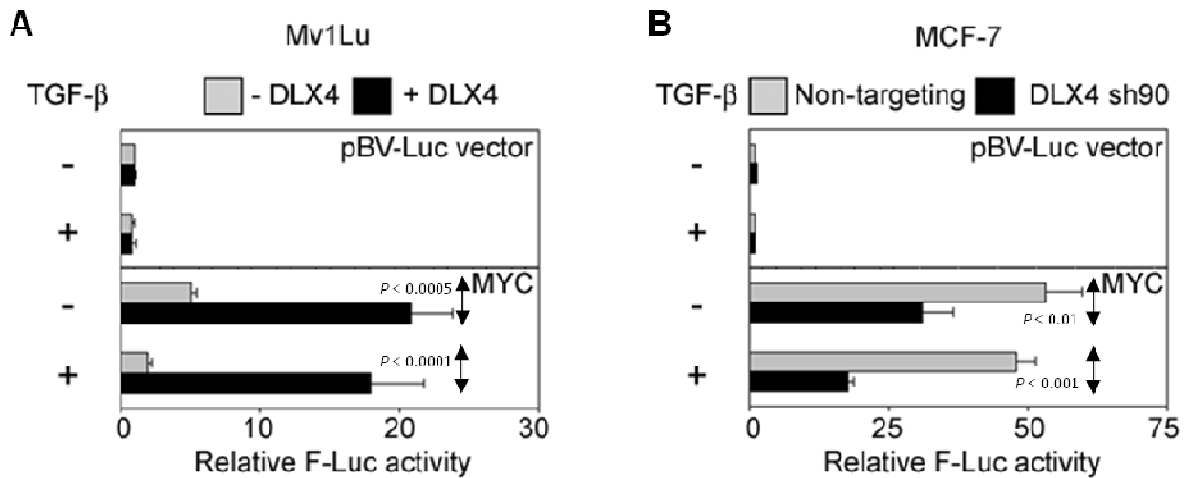 A
Mv1Lu
TGF-β - DLX4 + DLX4
pBV-Luc vector
-
+
MYC
P < 0.0005
-
P < 0.0001
+
0 10 20 30
Relative F-Luc activity
B
MCF-7
TGF-β Non-targeting DLX4 sh90
pBV-Luc vector
-
+
MYC
-
P < 0.01
+
P < 0.001
0 25 50 75
Relative F-Luc activity